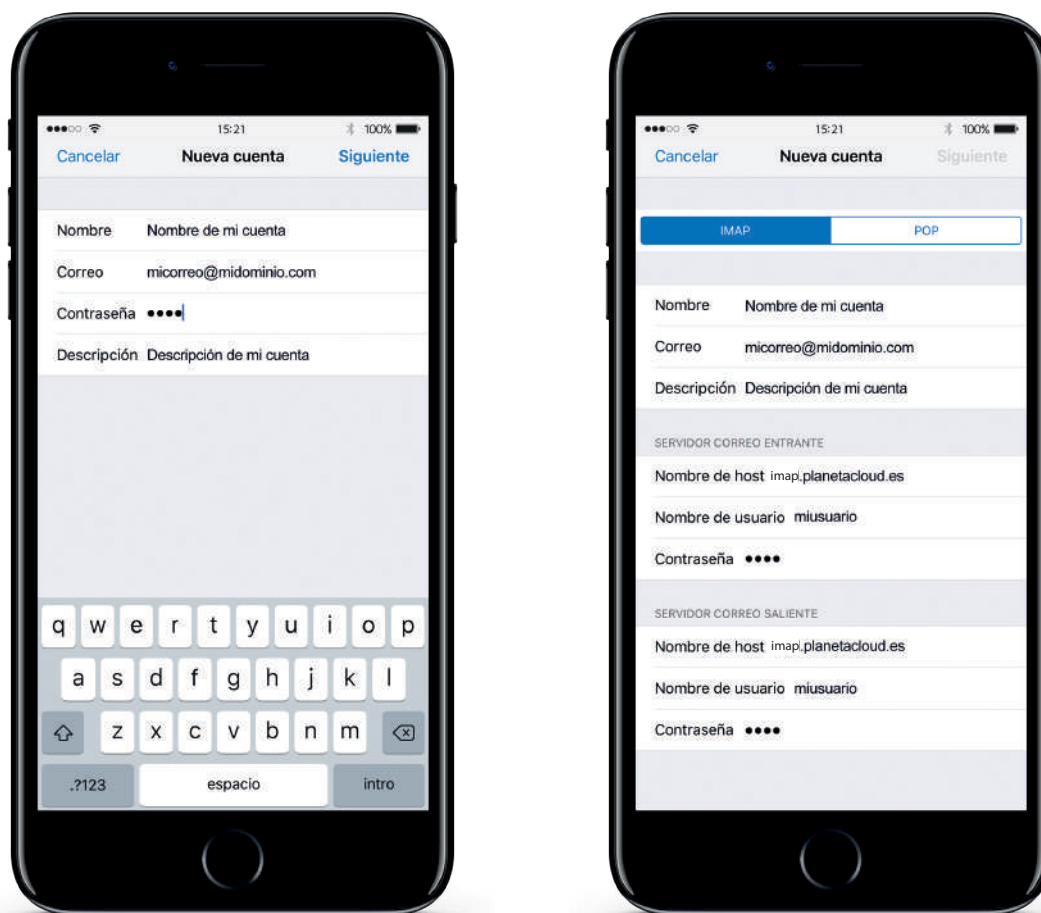 15:21
100%
Cancelar Nueva cuenta Siguiente
Nombre Nombre de mi cuenta
Correo micorreo@midominio.com
Contraseña ••••
Descripción Descripción de mi cuenta
q w e r t y u i o p
a s d f g h j k l
z x c v b n m
.?123 espacio intro
15:21
100%
Cancelar Nueva cuenta Siguiente
IMAP POP
Nombre Nombre de mi cuenta
Correo micorreo@midominio.com
Descripción Descripción de mi cuenta
SERVIDOR CORREO ENTRANTE
Nombre de host imap.planetacloud.es
Nombre de usuario miusuario
Contraseña ••••
SERVIDOR CORREO SALIENTE
Nombre de host imap.planetacloud.es
Nombre de usuario miusuario
Contraseña ••••